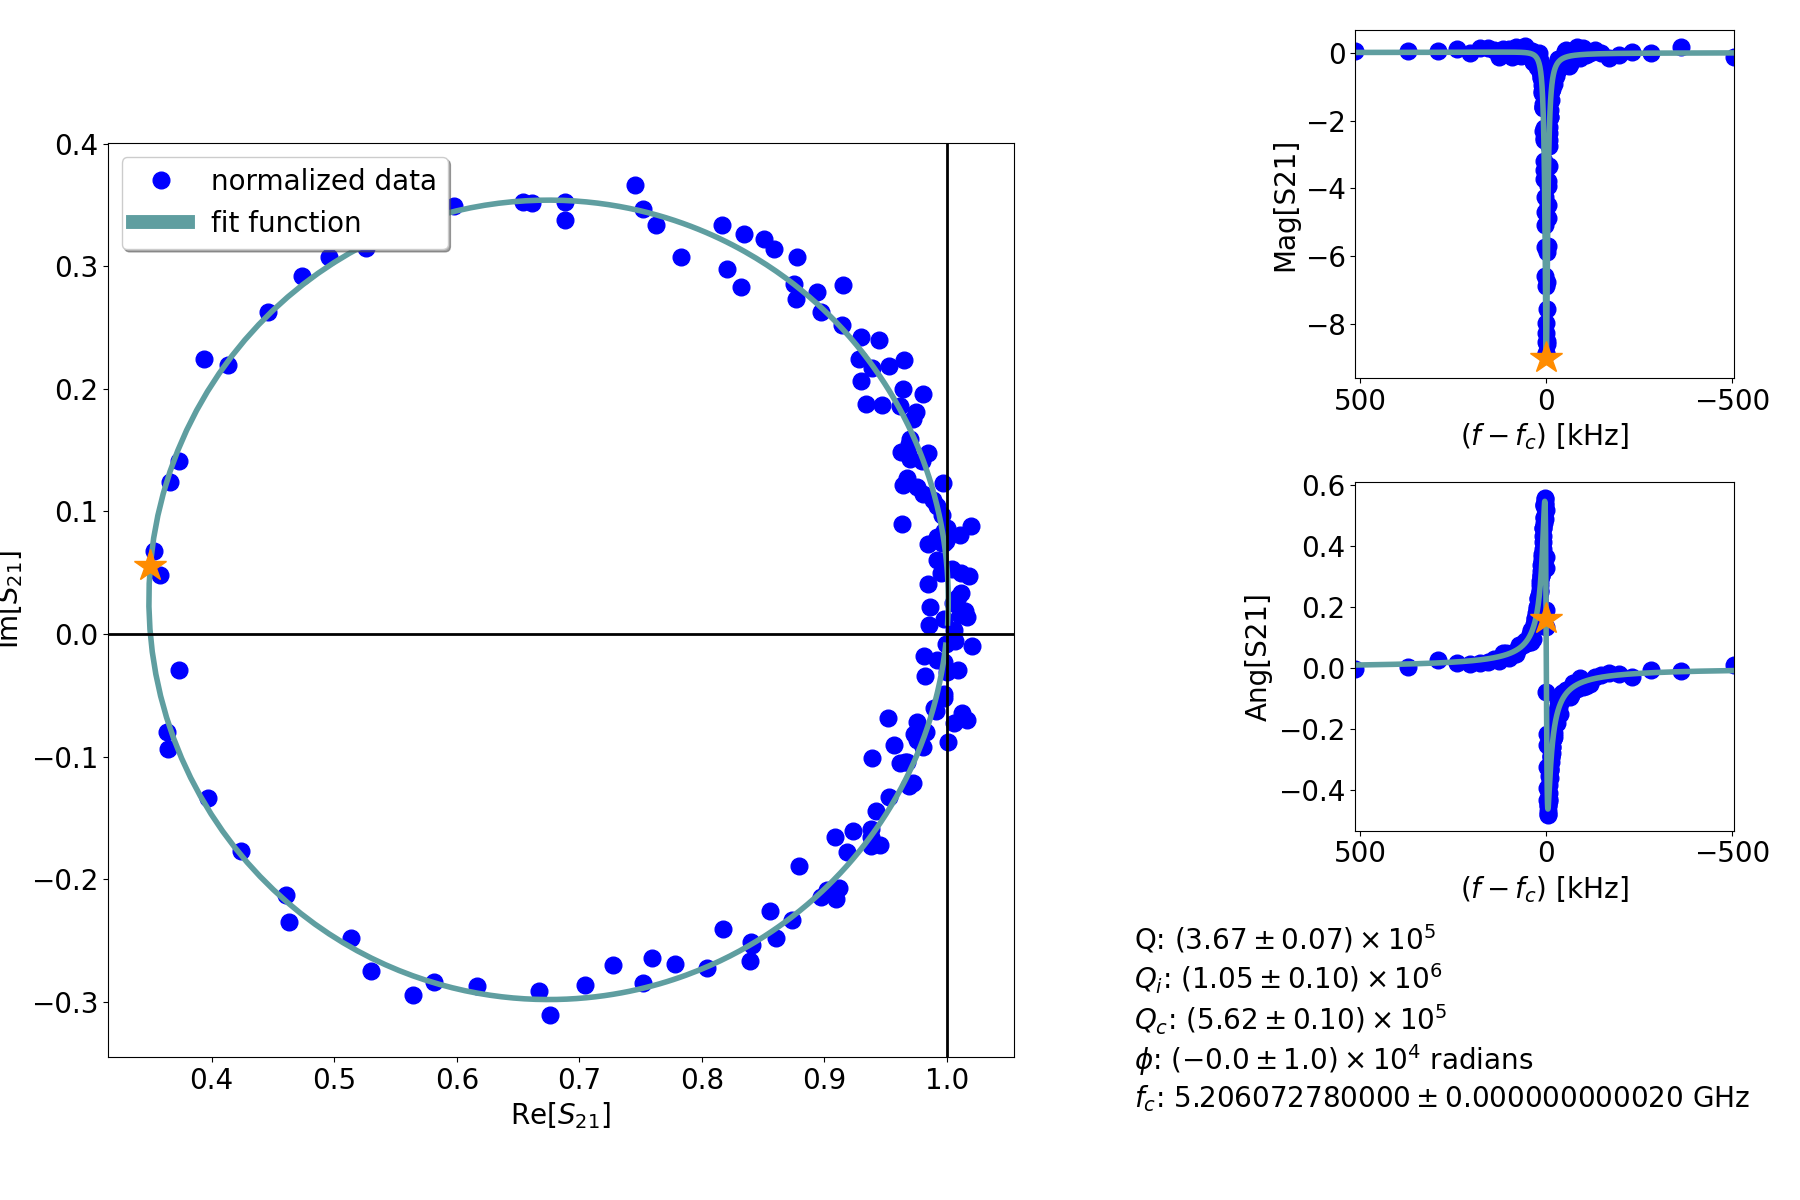 normalized data
fit function
0.4
0.3
0.2
0.1
0.0
−0.1
−0.2
−0.3
Im[S21]
0.4 0.5 0.6 0.7 0.8 0.9 1.0
Re[S21]
0
−2
−4
−6
−8
Mag[S21]
500 0 −500
(f − fc) [kHz]
0.6
0.4
0.2
0.0
−0.2
−0.4
Ang[S21]
500 0 −500
(f − fc) [kHz]
Q: (3.67 ± 0.07) × 10^5
Qi: (1.05 ± 0.10) × 10^6
Qc: (5.62 ± 0.10) × 10^5
ϕ: (−0.0 ± 1.0) × 10^4 radians
fc: 5.206072780000 ± 0.000000000020 GHz